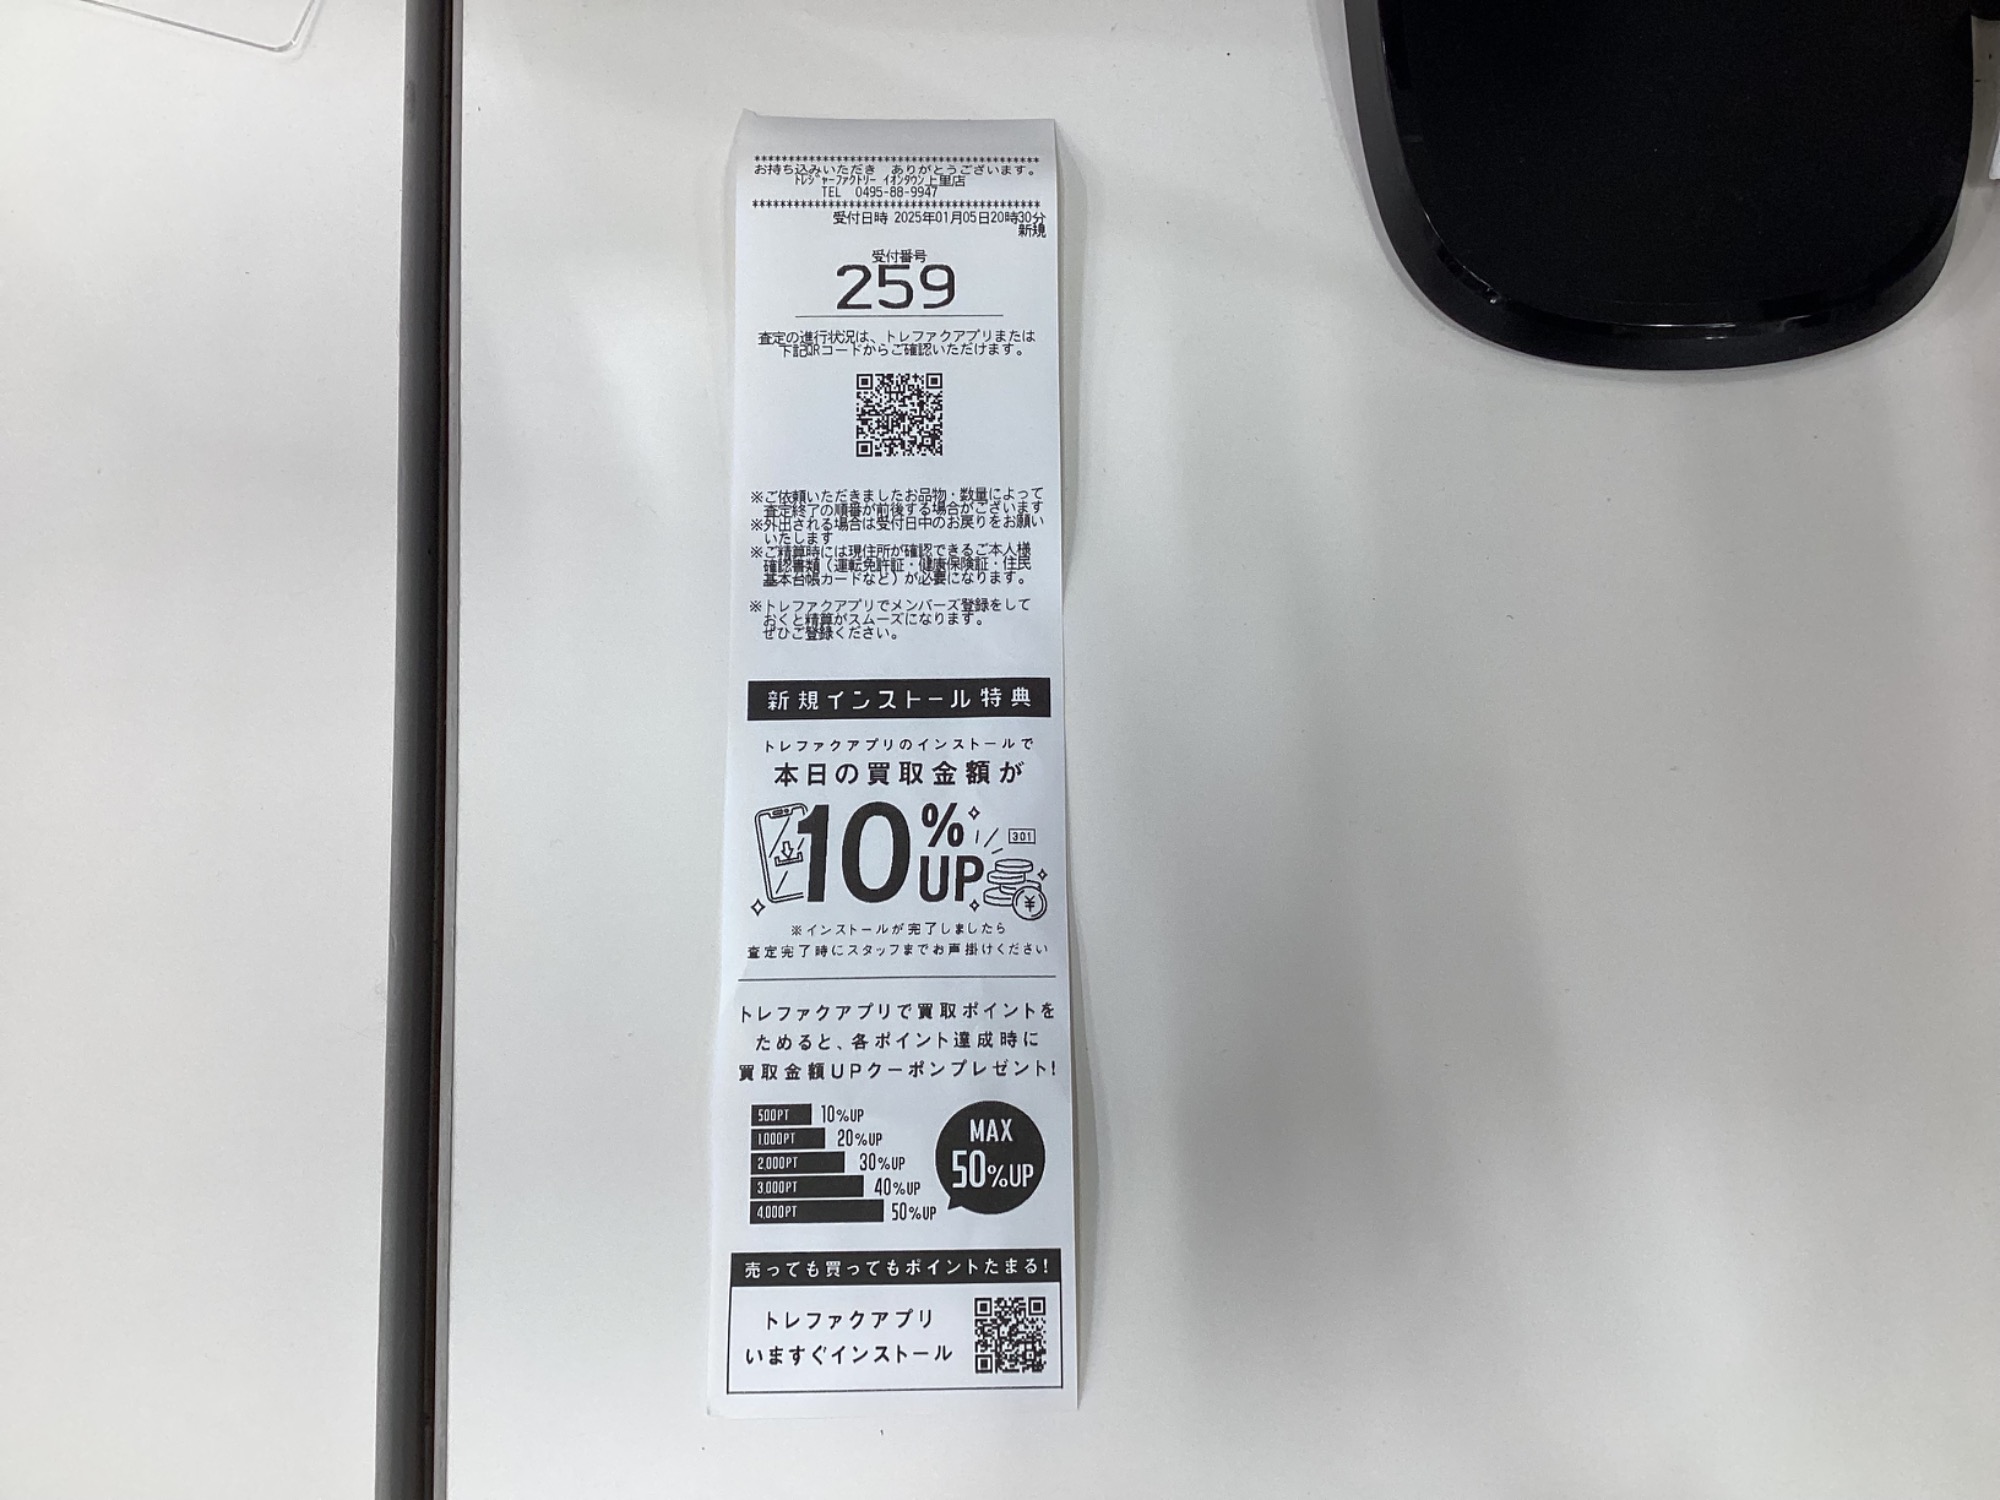 ****************************************
お持ち込みいただき　ありがとうございます。
ﾄﾚｼﾞｬｰﾌｧｸﾄﾘｰ ｲｵﾝﾀｳﾝ上里店
TEL　0495-88-9947
****************************************
受付日時 2025年01月05日20時30分
新規
受付番号
259
査定の進行状況は、トレファクアプリまたは
下記QRコードからご確認いただけます。
※ご依頼いただきましたお品物・数量によって
査定終了の順番が前後する場合がございます
※外出される場合は受付日中のお戻りをお願い
いたします
※ご精算時には現住所が確認できるご本人様
確認書類（運転免許証・健康保険証・住民
基本台帳カードなど）が必要になります。
※トレファクアプリでメンバーズ登録をして
おくと精算がスムーズになります。
ぜひご登録ください。
新規インストール特典
トレファクアプリのインストールで
本日の買取金額が
10%UP
301
¥
※インストールが完了しましたら
査定完了時にスタッフまでお声掛けください
トレファクアプリで買取ポイントを
ためると、各ポイント達成時に
買取金額UPクーポンプレゼント!
500PT 10%UP
1,000PT 20%UP
2,000PT 30%UP
3,000PT 40%UP
4,000PT 50%UP
MAX
50%UP
売っても買ってもポイントたまる!
トレファクアプリ
いますぐインストール